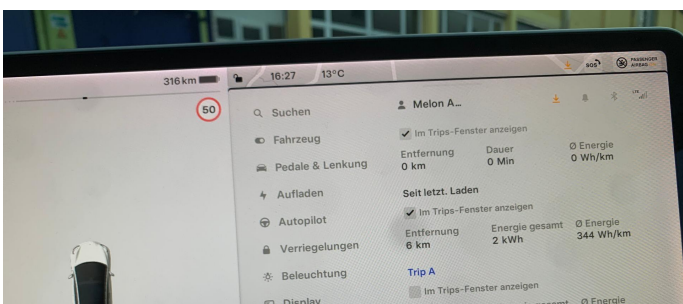 316 km
16:27 13°C
SOS
PASSENGER
AIRBAG
50
Suchen
Fahrzeug
Pedale & Lenkung
Aufladen
Autopilot
Verriegelungen
Beleuchtung
Display
Melon A...
LTE
Im Trips-Fenster anzeigen
Entfernung Dauer Ø Energie
0 km 0 Min 0 Wh/km
Seit letzt. Laden
Im Trips-Fenster anzeigen
Entfernung Energie gesamt Ø Energie
6 km 2 kWh 344 Wh/km
Trip A
Im Trips-Fenster anzeigen
Ø Energie